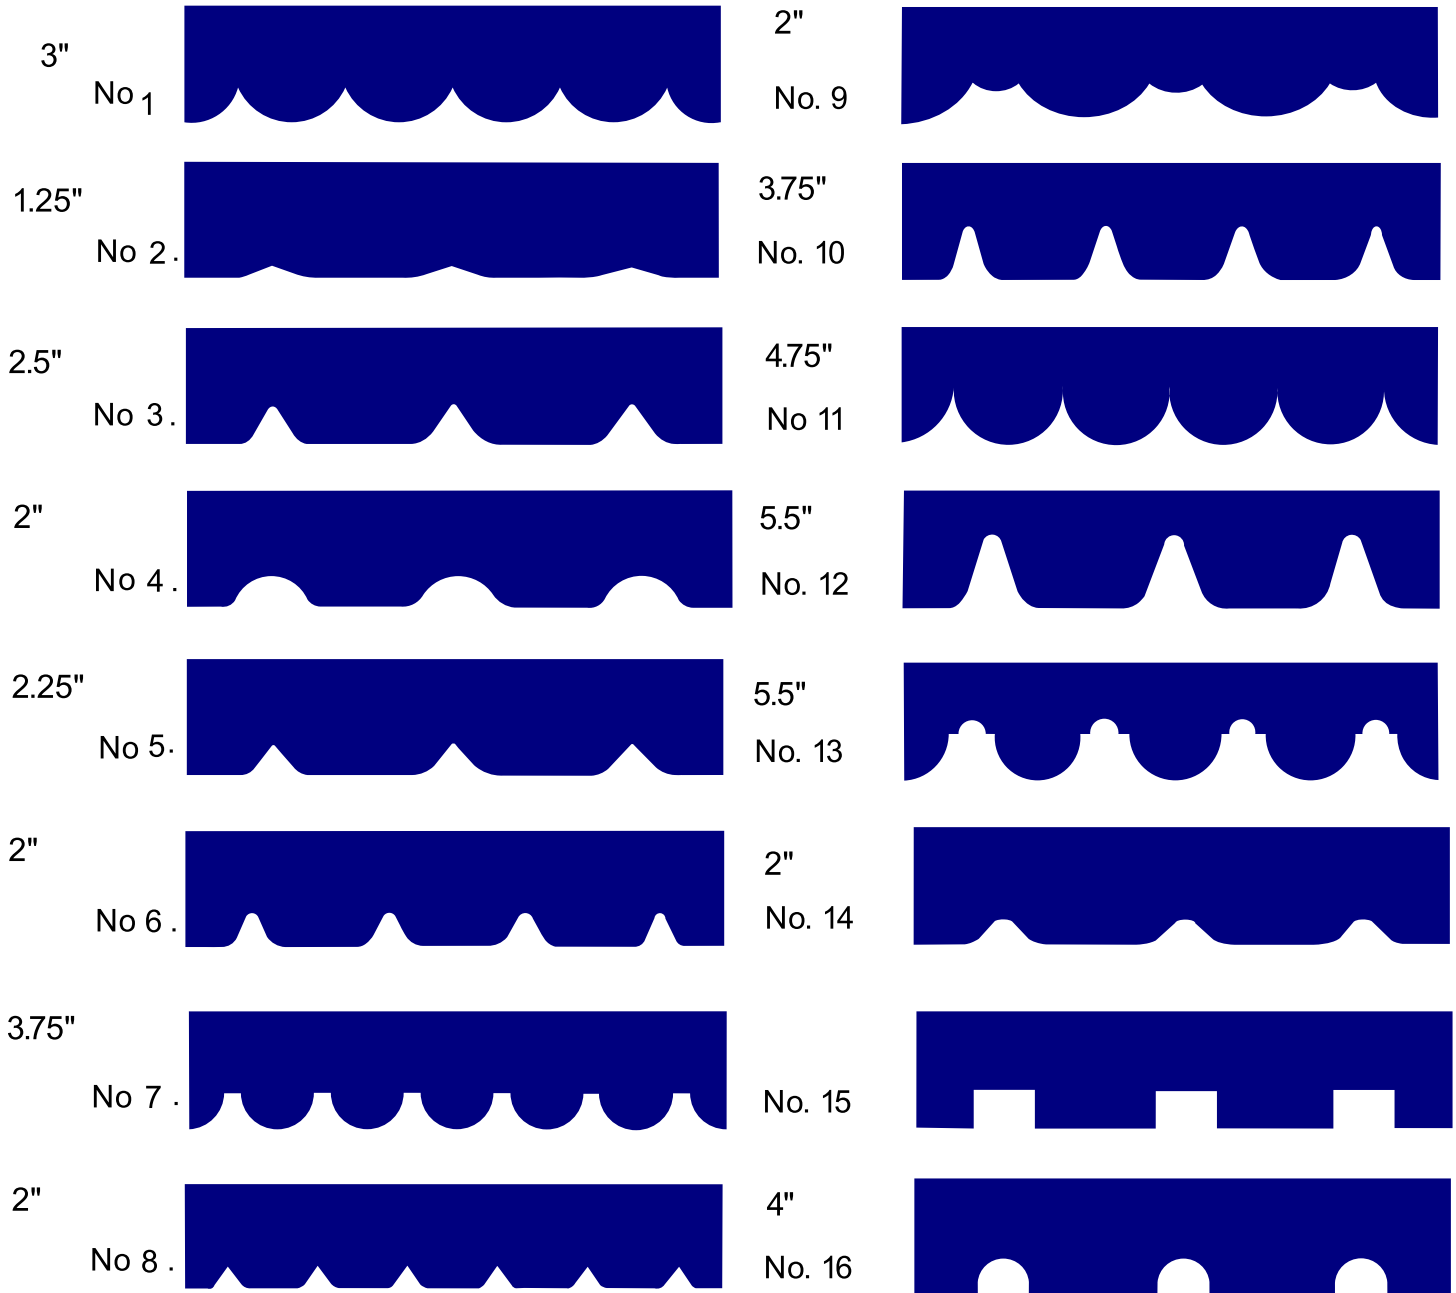 3"
No 1
1.25"
No 2 .
2.5"
No 3 .
2"
No 4 .
2.25"
No 5.
2"
No 6 .
3.75"
No 7 .
2"
No 8 .
2"
No. 9
3.75"
No. 10
4.75"
No 11
5.5"
No. 12
5.5"
No. 13
2"
No. 14
No. 15
4"
No. 16